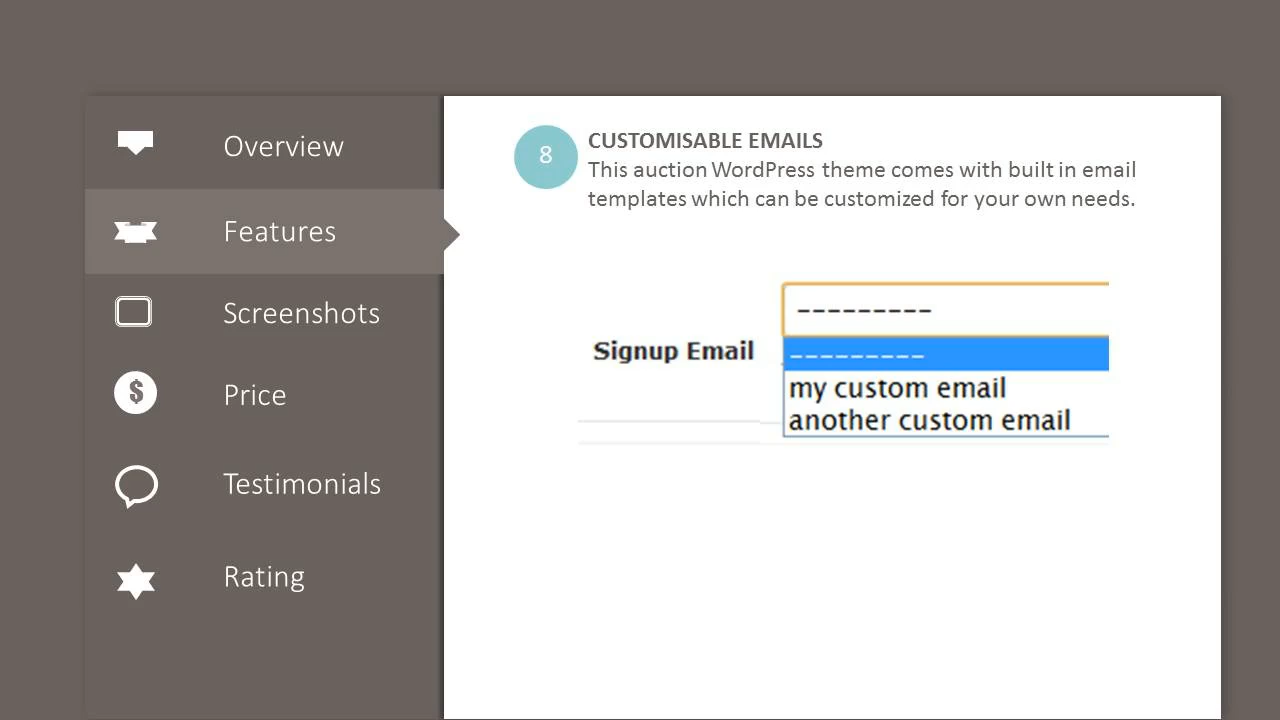 Overview
Features
Screenshots
$
Price
Testimonials
Rating
8
CUSTOMISABLE EMAILS
This auction WordPress theme comes with built in email
templates which can be customized for your own needs.
Signup Email
---------
---------
my custom email
another custom email